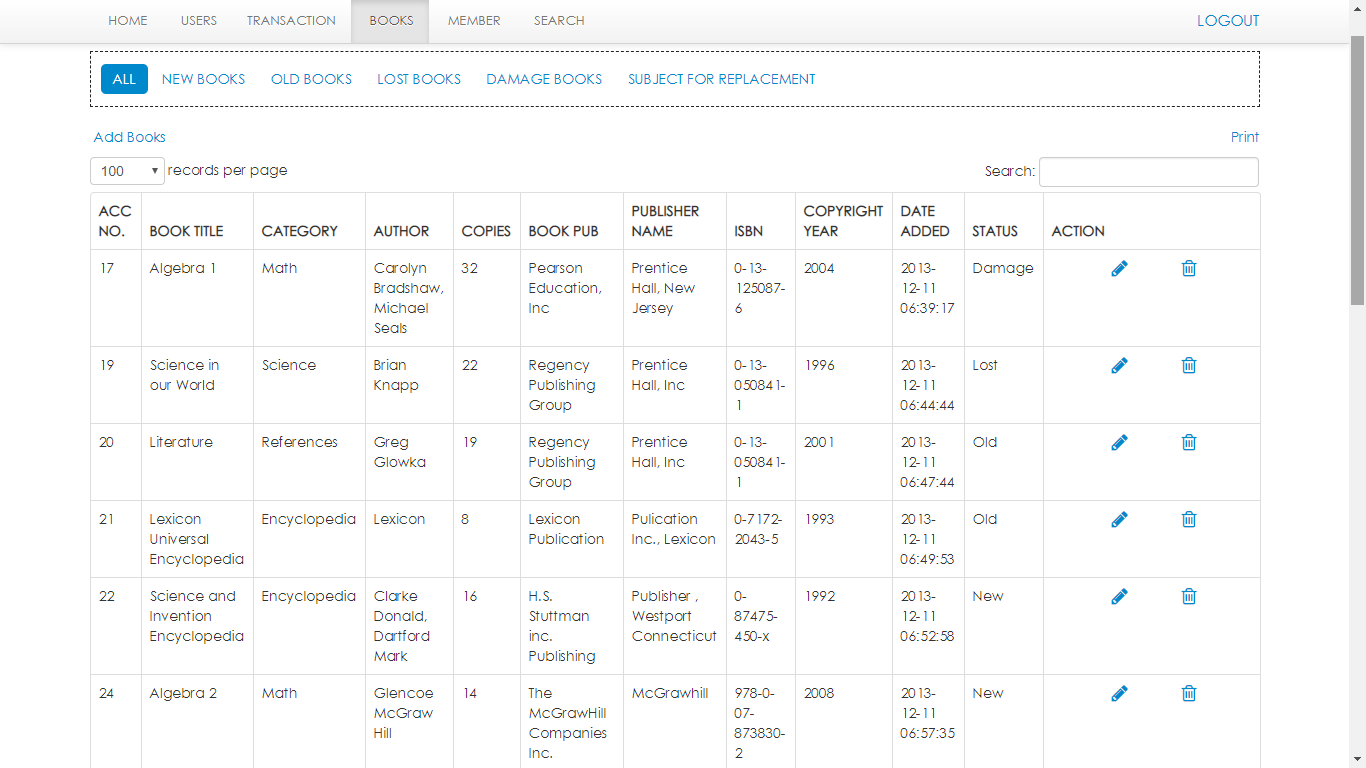 HOME USERS TRANSACTION BOOKS MEMBER SEARCH LOGOUT
ALL NEW BOOKS OLD BOOKS LOST BOOKS DAMAGE BOOKS SUBJECT FOR REPLACEMENT
Add Books Print
100 records per page Search:
ACC NO. BOOK TITLE CATEGORY AUTHOR COPIES BOOK PUB PUBLISHER NAME ISBN COPYRIGHT YEAR DATE ADDED STATUS ACTION
17 Algebra 1 Math Carolyn Bradshaw, Michael Seals 32 Pearson Education, Inc Prentice Hall, New Jersey 0-13-125087-6 2004 2013-12-11 06:39:17 Damage
19 Science in our World Science Brian Knapp 22 Regency Publishing Group Prentice Hall, Inc 0-13-050841-1 1996 2013-12-11 06:44:44 Lost
20 Literature References Greg Glowka 19 Regency Publishing Group Prentice Hall, Inc 0-13-050841-1 2001 2013-12-11 06:47:44 Old
21 Lexicon Universal Encyclopedia Encyclopedia Lexicon 8 Lexicon Publication Pulication Inc., Lexicon 0-7172-2043-5 1993 2013-12-11 06:49:53 Old
22 Science and Invention Encyclopedia Encyclopedia Clarke Donald, Dartford Mark 16 H.S. Stuttman inc. Publishing Publisher , Westport Connecticut 0-87475-450-x 1992 2013-12-11 06:52:58 New
24 Algebra 2 Math Glencoe McGraw Hill 14 The McGrawHill Companies Inc. McGrawhill 978-0-07-873830-2 2008 2013-12-11 06:57:35 New